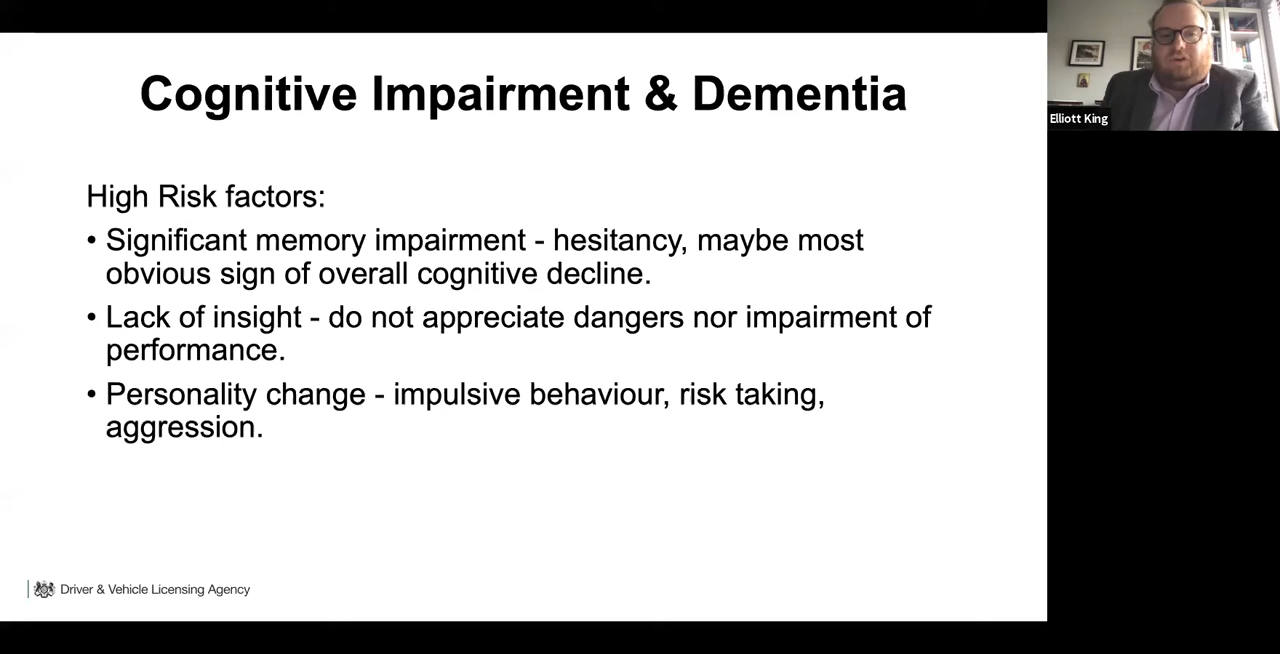 Cognitive Impairment & Dementia
High Risk factors:
• Significant memory impairment - hesitancy, maybe most
obvious sign of overall cognitive decline.
• Lack of insight - do not appreciate dangers nor impairment of
performance.
• Personality change - impulsive behaviour, risk taking,
aggression.
Driver & Vehicle Licensing Agency
Elliott King